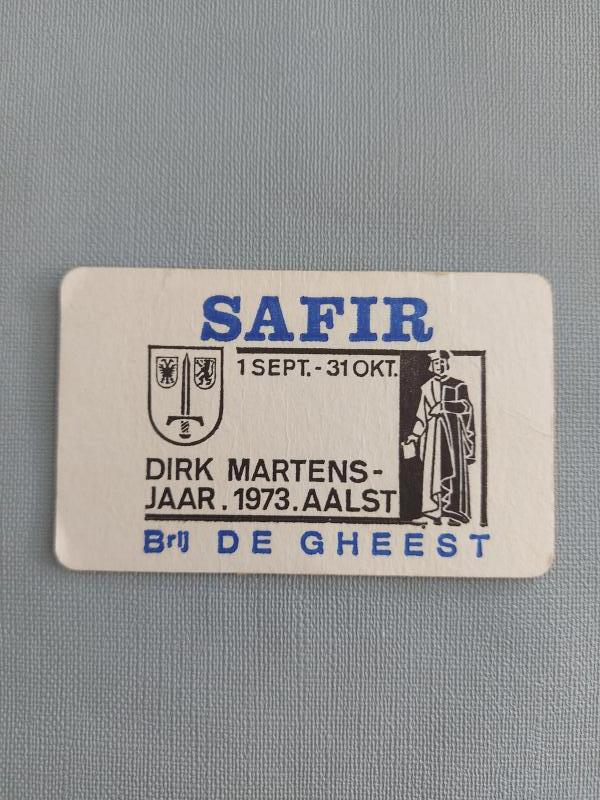 SAFIR
1 SEPT. - 31 OKT.
DIRK MARTENS-
JAAR . 1973 . AALST
Brij DE GHEEST